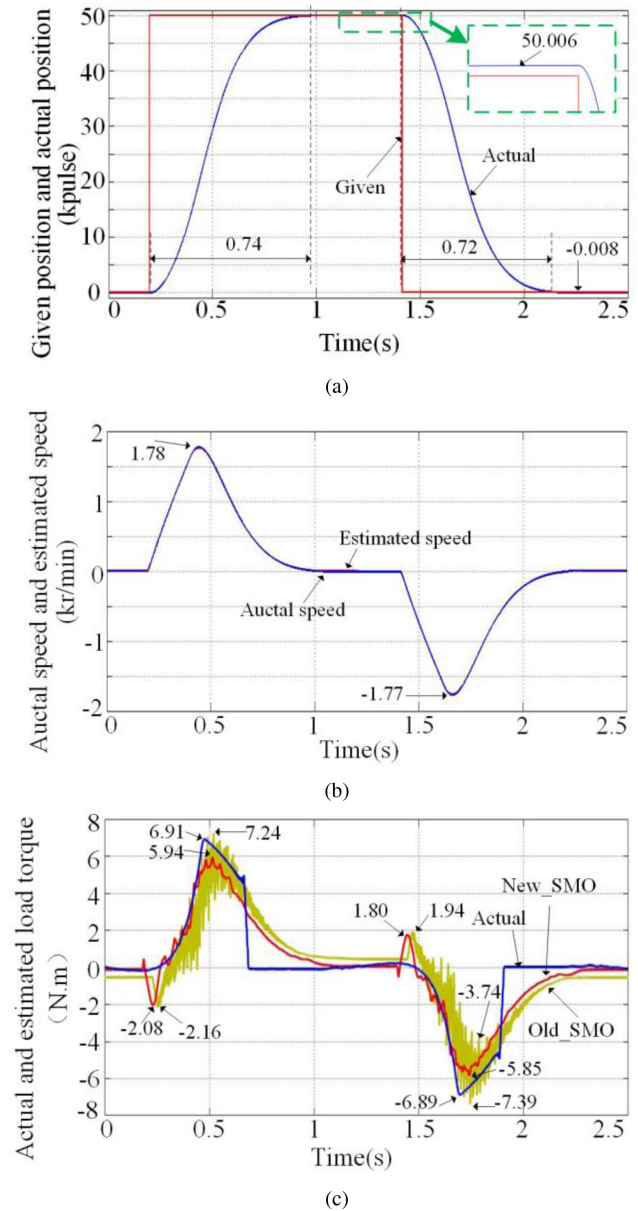 Given position and actual position
(kpulse)
50
40
30
20
10
0
50.006
Actual
Given
0.74
0.72
-0.008
0 0.5 1 1.5 2 2.5
Time(s)
(a)
Auctal speed and estimated speed
(kr/min)
2
1
0
-1
-2
1.78
Estimated speed
Auctal speed
-1.77
0 0.5 1 1.5 2 2.5
Time(s)
(b)
Actual and estimated load torque
(N.m)
8
6
4
2
0
-2
-4
-6
-8
6.91
7.24
5.94
New_SMO
1.80
1.94
Actual
-3.74
-2.08
-2.16
Old_SMO
-5.85
-6.89
-7.39
0 0.5 1 1.5 2 2.5
Time(s)
(c)